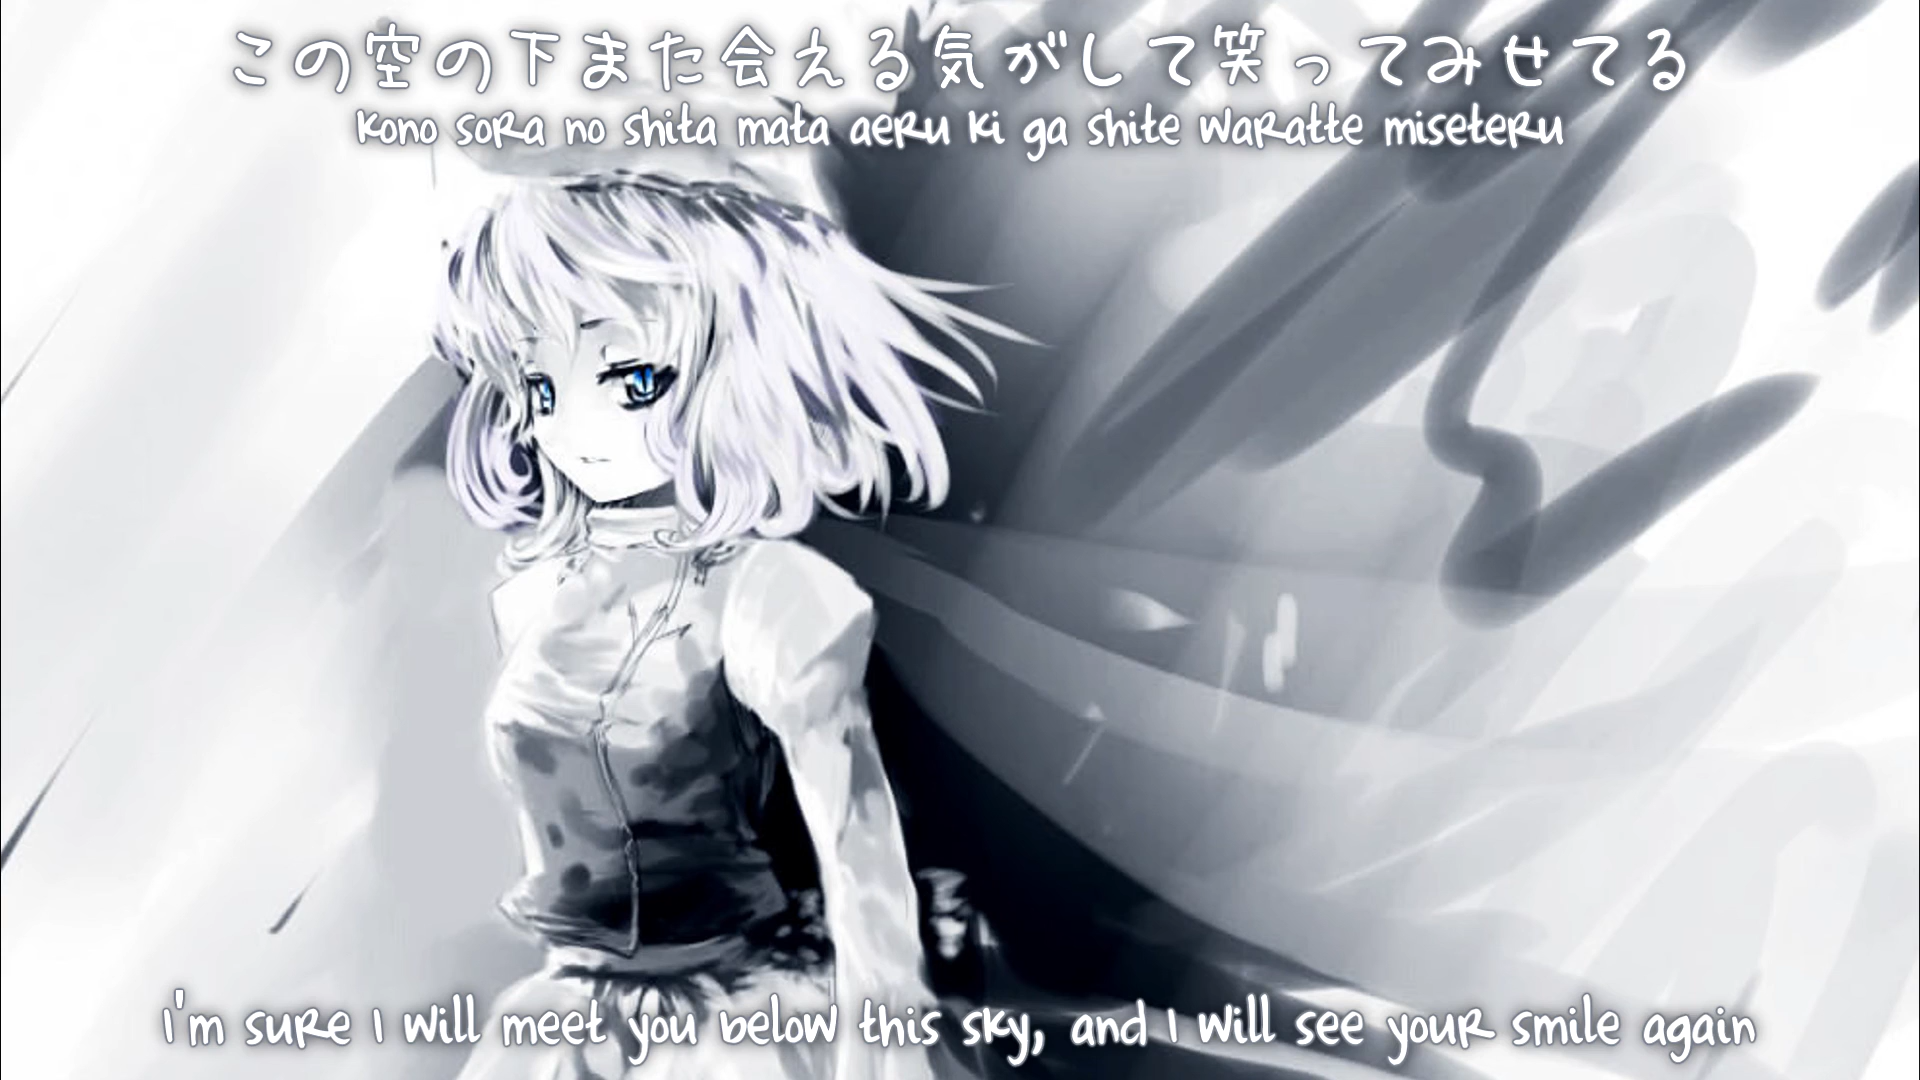 この空の下また会える気がして笑ってみせてる
kono sora no shita mata aeru ki ga shite waratte miseteru
I'm sure I will meet you below this sky, and I will see your smile again